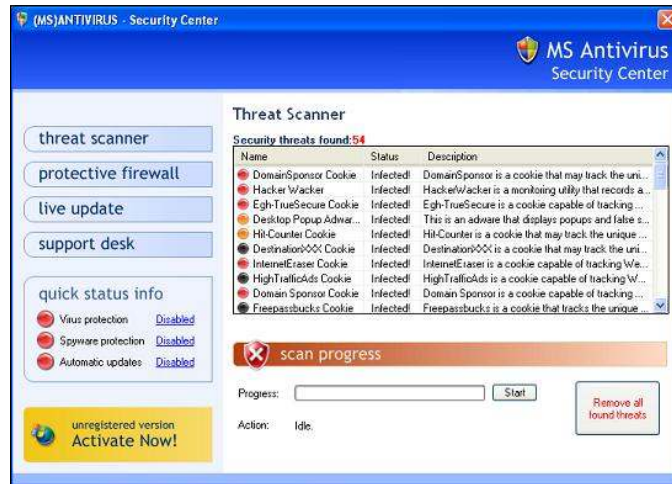 (MS)ANTIVIRUS - Security Center
MS Antivirus
Security Center
threat scanner
protective firewall
live update
support desk
quick status info
Virus protection Disabled
Spyware protection Disabled
Automatic updates Disabled
unregistered version
Activate Now!
Threat Scanner
Security threats found:54
Name Status Description
DomainSponsor Cookie Infected! DomainSponsor is a cookie that may track the uni...
Hacker Wacker Infected! HackerWacker is a monitoring utility that records a...
Egh-TrueSecure Cookie Infected! Egh-TrueSecure is a cookie capable of tracking ...
Desktop Popup Adwar... Infected! This is an adware that displays popups and false s...
Hit-Counter Cookie Infected! Hit-Counter is a cookie that may track the unique ...
DestinationXXX Cookie Infected! DestinationXXX is a cookie that may track the uni...
InternetEraser Cookie Infected! InternetEraser is a cookie capable of tracking We...
HighTrafficAds Cookie Infected! HighTrafficAds is a cookie capable of tracking W...
Domain Sponsor Cookie Infected! Domain Sponsor is a cookie capable of tracking ...
Freepassbucks Cookie Infected! Freepassbucks is a cookie that tracks the unique ...
scan progress
Progress: Start
Action: Idle.
Remove all
found threats